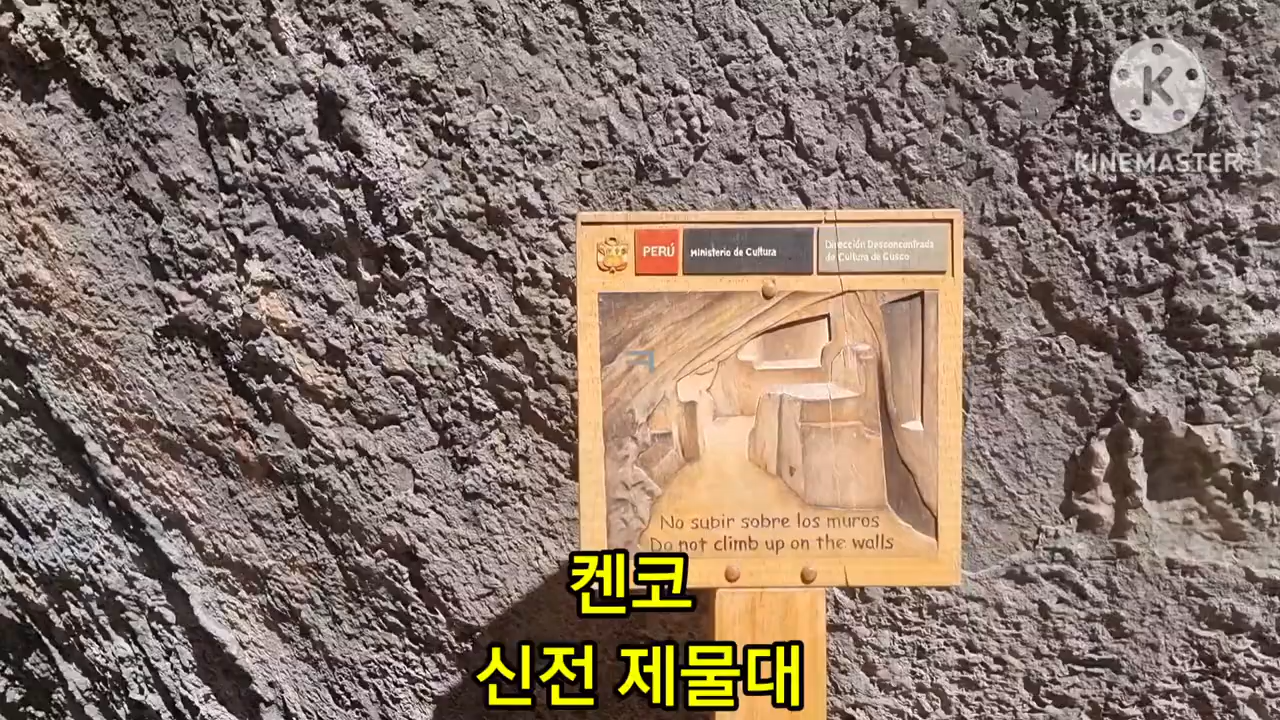 K
KINEMASTER
PERÚ
Ministerio de Cultura
Dirección Desconcentrada
de Cultura de Cusco
No subir sobre los muros
Do not climb up on the walls
켄코
신전 제물대